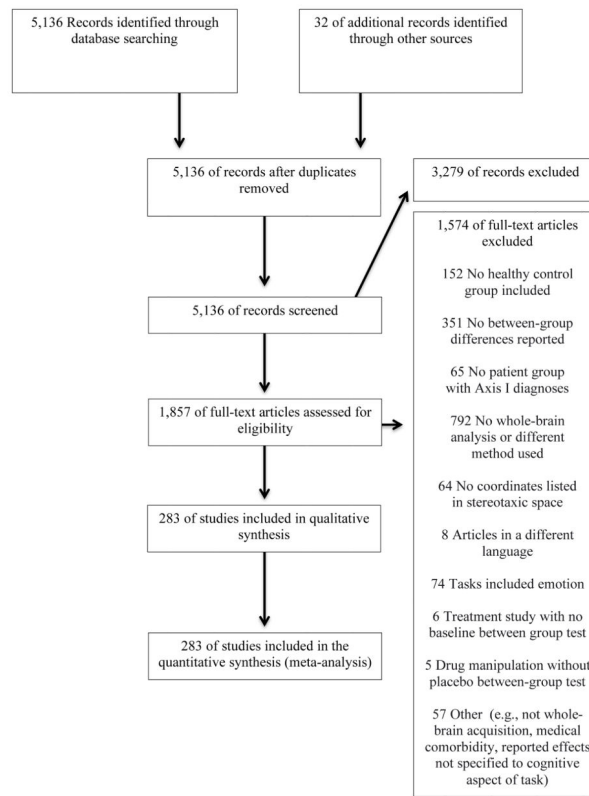 5,136 Records identified through
database searching
32 of additional records identified
through other sources
5,136 of records after duplicates
removed
3,279 of records excluded
5,136 of records screened
1,857 of full-text articles assessed for
eligibility
1,574 of full-text articles
excluded
152 No healthy control
group included
351 No between-group
differences reported
65 No patient group
with Axis I diagnoses
792 No whole-brain
analysis or different
method used
64 No coordinates listed
in stereotaxic space
8 Articles in a different
language
74 Tasks included emotion
6 Treatment study with no
baseline between group test
5 Drug manipulation without
placebo between-group test
57 Other (e.g., not whole-
brain acquisition, medical
comorbidity, reported effects
not specified to cognitive
aspect of task)
283 of studies included in qualitative
synthesis
283 of studies included in the
quantitative synthesis (meta-analysis)